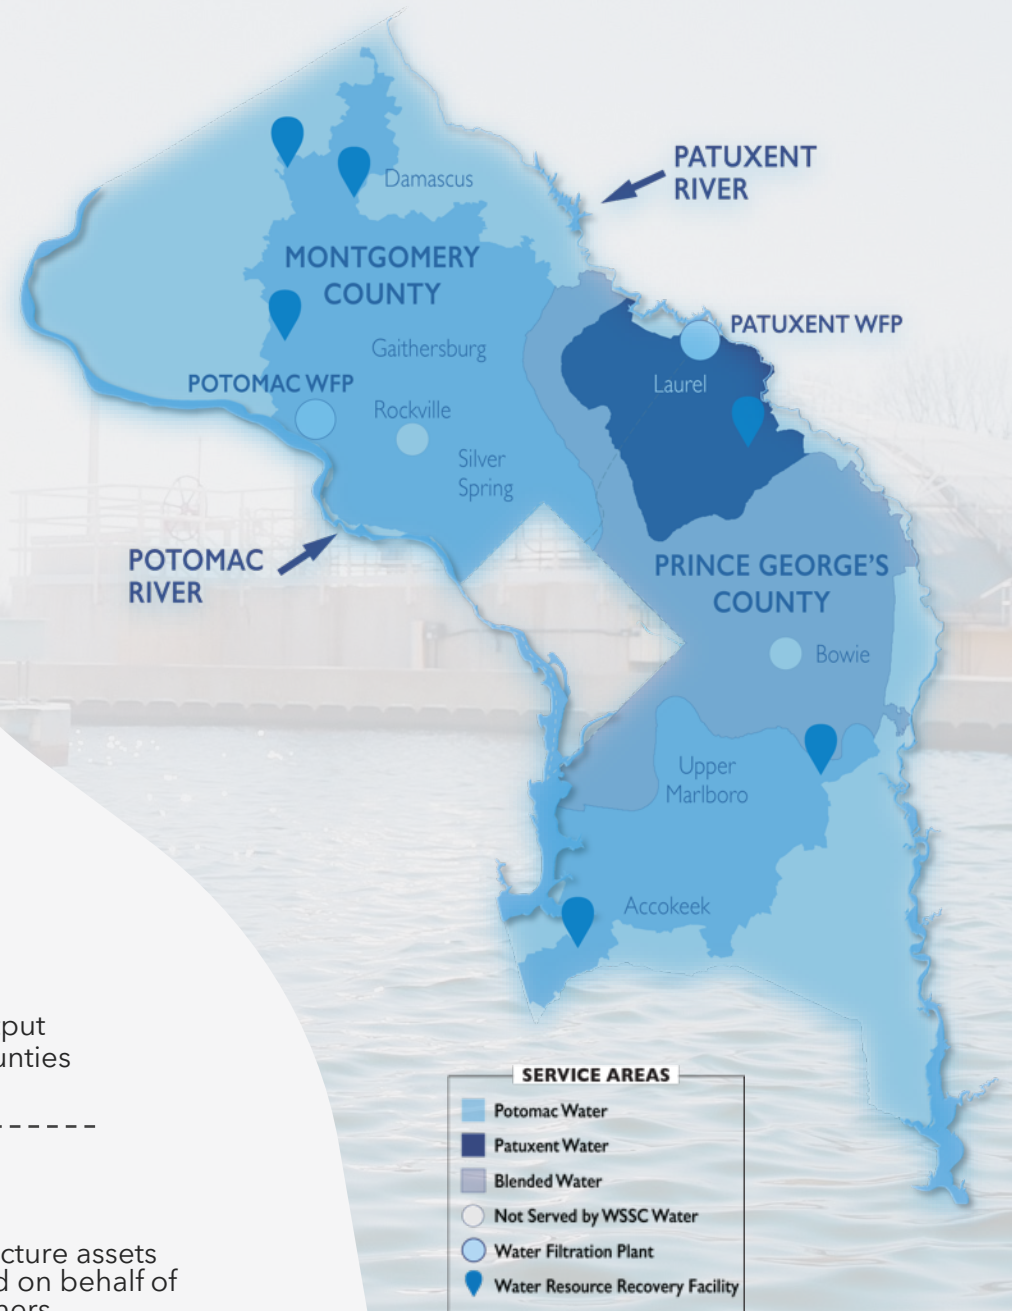 PATUXENT
RIVER
Damascus
MONTGOMERY
COUNTY
PATUXENT WFP
Gaithersburg
POTOMAC WFP
Laurel
Rockville
Silver
Spring
POTOMAC
RIVER
PRINCE GEORGE'S
COUNTY
Bowie
Upper
Marlboro
Accokeek
put
unties
cture assets
d on behalf of
ners
SERVICE AREAS
Potomac Water
Patuxent Water
Blended Water
Not Served by WSSC Water
Water Filtration Plant
Water Resource Recovery Facility